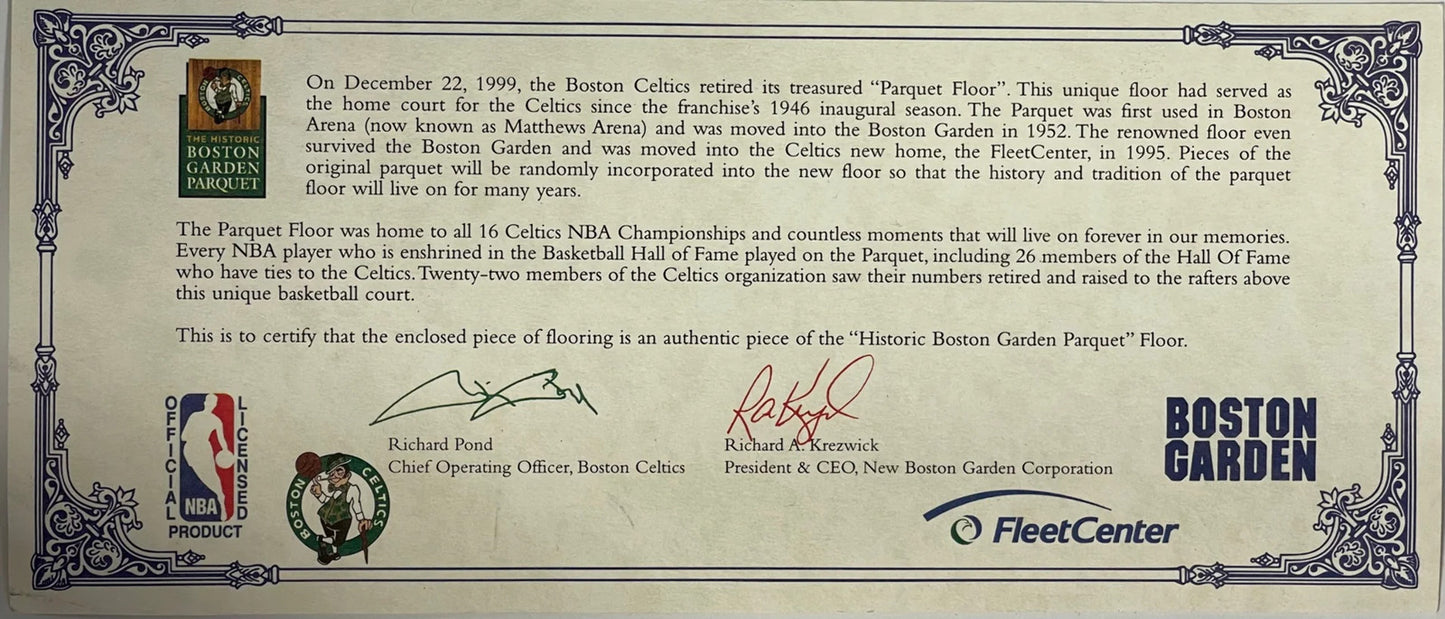 THE HISTORIC
BOSTON
GARDEN
PARQUET
On December 22, 1999, the Boston Celtics retired its treasured “Parquet Floor”. This unique floor had served as
the home court for the Celtics since the franchise’s 1946 inaugural season. The Parquet was first used in Boston
Arena (now known as Matthews Arena) and was moved into the Boston Garden in 1952. The renowned floor even
survived the Boston Garden and was moved into the Celtics new home, the FleetCenter, in 1995. Pieces of the
original parquet will be randomly incorporated into the new floor so that the history and tradition of the parquet
floor will live on for many years.
The Parquet Floor was home to all 16 Celtics NBA Championships and countless moments that will live on forever in our memories.
Every NBA player who is enshrined in the Basketball Hall of Fame played on the Parquet, including 26 members of the Hall Of Fame
who have ties to the Celtics. Twenty-two members of the Celtics organization saw their numbers retired and raised to the rafters above
this unique basketball court.
This is to certify that the enclosed piece of flooring is an authentic piece of the “Historic Boston Garden Parquet” Floor.
OFFICIAL
LICENSED
NBA
PRODUCT
BOSTON CELTICS
Richard Pond
Chief Operating Officer, Boston Celtics
Richard A. Krezwick
President & CEO, New Boston Garden Corporation
BOSTON
GARDEN
FleetCenter